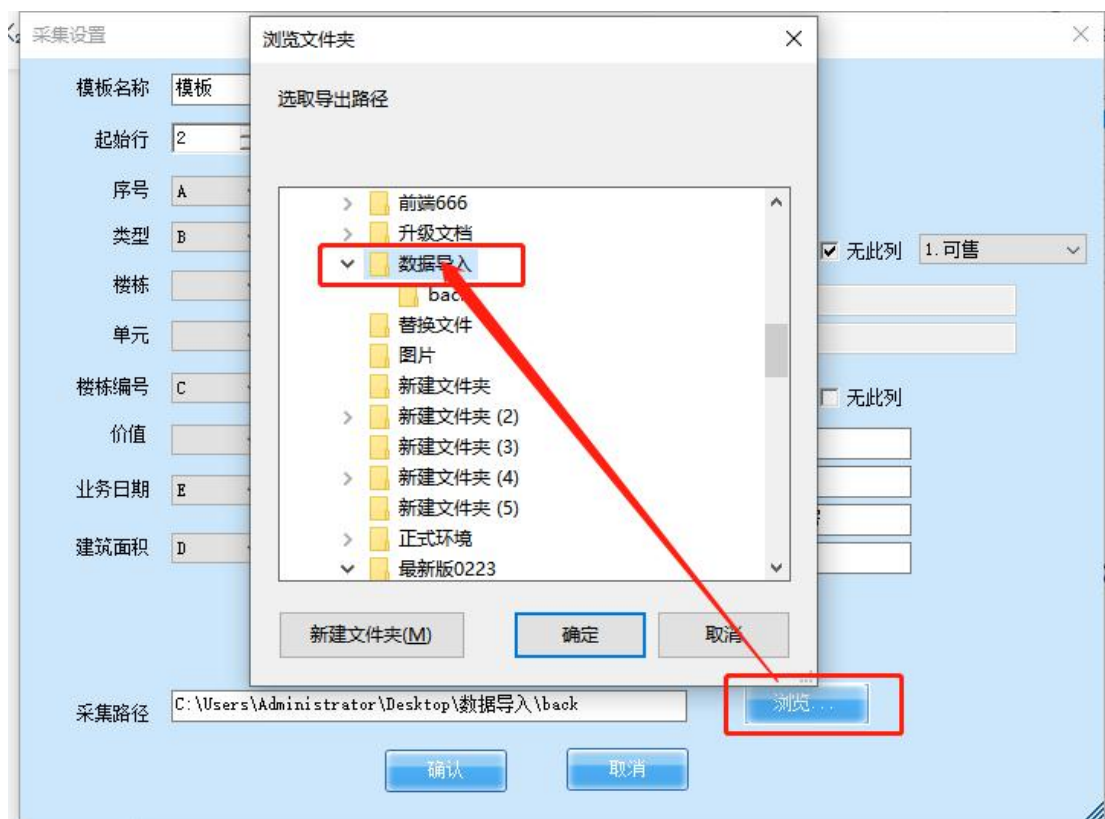 采集设置
浏览文件夹
模板名称 模板
选取导出路径
起始行 2
序号 A
前端666
类型 B
升级文档
无此列 1.可售
数据导入
楼栋
替换文件
单元
图片
楼栋编号 C
新建文件夹
无此列
新建文件夹 (2)
价值
新建文件夹 (3)
新建文件夹 (4)
业务日期 E
新建文件夹 (5)
正式环境
建筑面积 D
最新版0223
新建文件夹(M) 确定 取消
采集路径 C:\Users\Administrator\Desktop\数据导入\back
浏览...
确认 取消